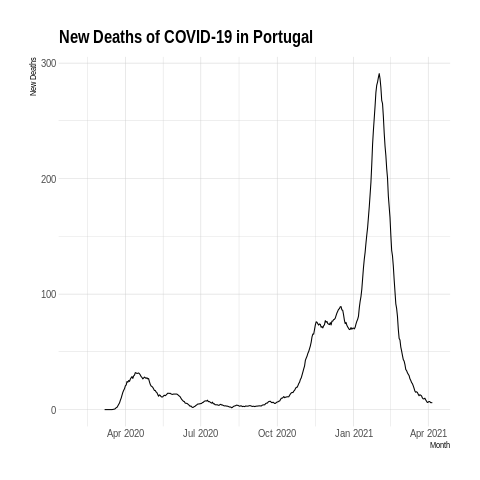 New Deaths of COVID-19 in Portugal
New Deaths
300
200
100
0
Apr 2020 Jul 2020 Oct 2020 Jan 2021 Apr 2021
Month